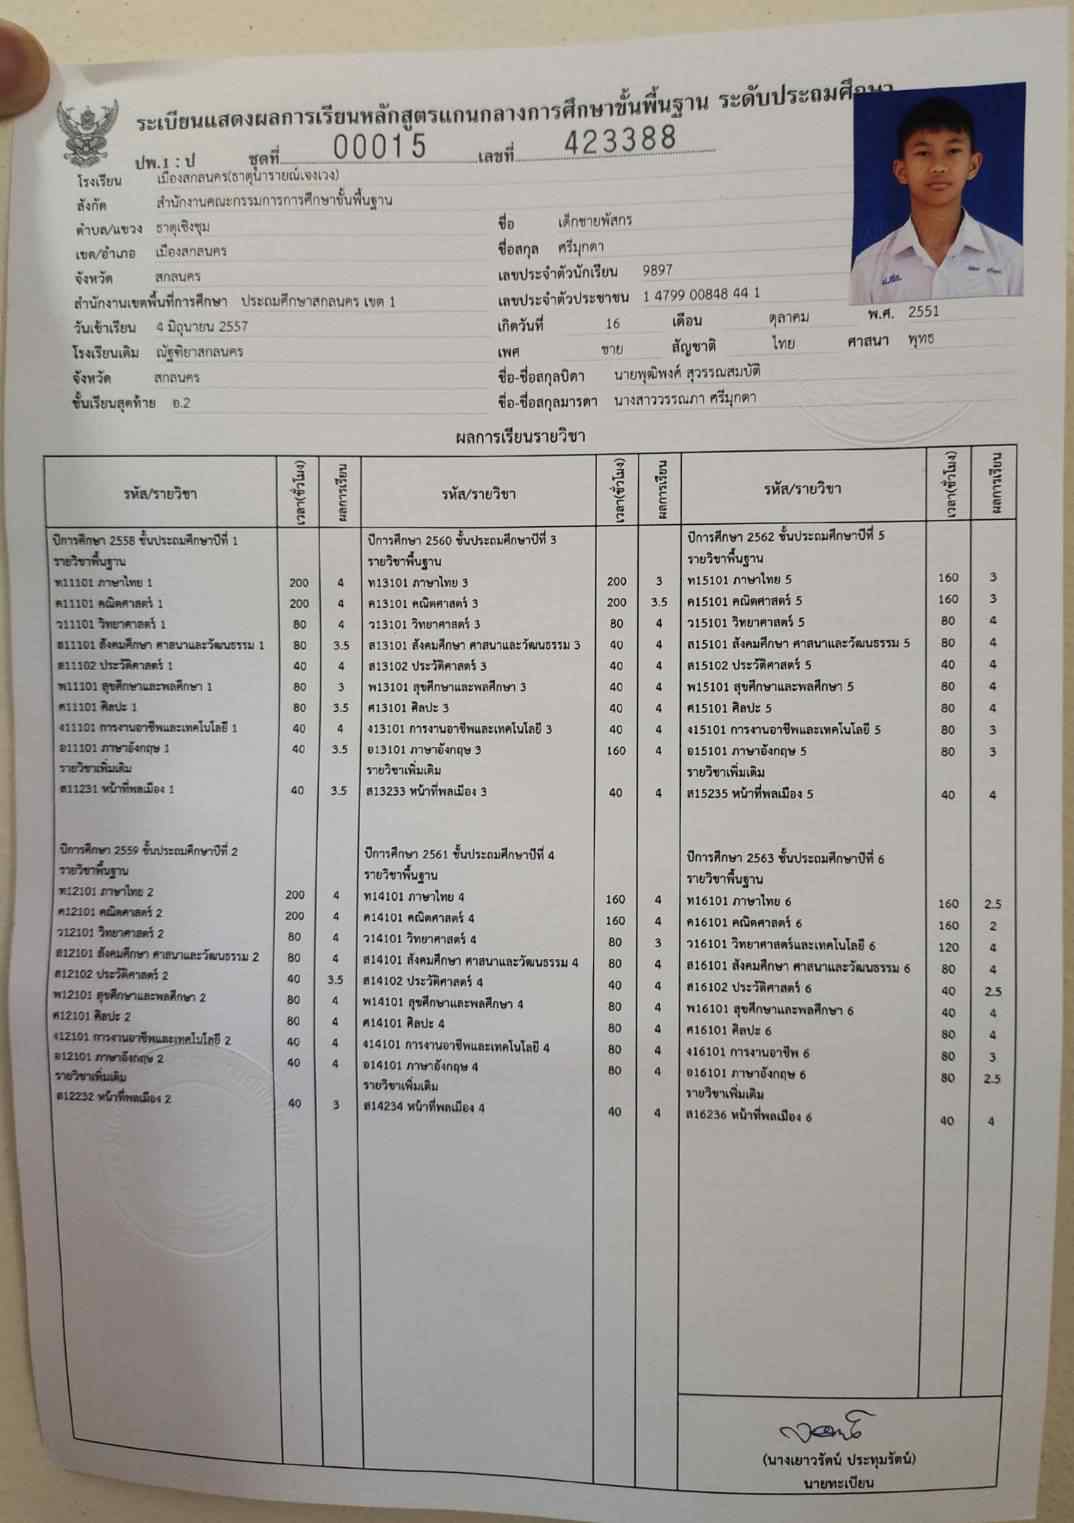 ระเบียนแสดงผลการเรียนหลักสูตรแกนกลางการศึกษาขั้นพื้นฐาน ระดับประถมศึกษา
ปพ.1 : ป ชุดที่ 00015 เลขที่ 423388
โรงเรียน เมืองสกลนคร(ธาตุนารายณ์เจงเวง)
สังกัด สำนักงานคณะกรรมการการศึกษาขั้นพื้นฐาน
ตำบล/แขวง ธาตุเชิงชุม
เขต/อำเภอ เมืองสกลนคร
จังหวัด สกลนคร
สำนักงานเขตพื้นที่การศึกษา ประถมศึกษาสกลนคร เขต 1
วันเข้าเรียน 4 มิถุนายน 2557
โรงเรียนเดิม ณัฐฑิยาสกลนคร
จังหวัด สกลนคร
ชั้นเรียนสุดท้าย อ.2
ชื่อ เด็กชายพัสกร
ชื่อสกุล ศรีมุกดา
เลขประจำตัวนักเรียน 9897
เลขประจำตัวประชาชน 1 4799 00848 44 1
เกิดวันที่ 16 เดือน ตุลาคม พ.ศ. 2551
เพศ ชาย สัญชาติ ไทย ศาสนา พุทธ
ชื่อ-ชื่อสกุลบิดา นายพุฒิพงศ์ สุวรรณสมบัติ
ชื่อ-ชื่อสกุลมารดา นางสาววรรณภา ศรีมุกดา
ผลการเรียนรายวิชา
รหัส/รายวิชา เวลา(ชั่วโมง) ผลการเรียน
ปีการศึกษา 2558 ชั้นประถมศึกษาปีที่ 1
รายวิชาพื้นฐาน
ท11101 ภาษาไทย 1 200 4
ค11101 คณิตศาสตร์ 1 200 4
ว11101 วิทยาศาสตร์ 1 80 4
ส11101 สังคมศึกษา ศาสนาและวัฒนธรรม 1 80 3.5
ส11102 ประวัติศาสตร์ 1 40 4
พ11101 สุขศึกษาและพลศึกษา 1 80 3
ศ11101 ศิลปะ 1 80 3.5
ง11101 การงานอาชีพและเทคโนโลยี 1 40 4
อ11101 ภาษาอังกฤษ 1 40 3.5
รายวิชาเพิ่มเติม
ส11231 หน้าที่พลเมือง 1 40 3.5
ปีการศึกษา 2559 ชั้นประถมศึกษาปีที่ 2
รายวิชาพื้นฐาน
ท12101 ภาษาไทย 2 200 4
ค12101 คณิตศาสตร์ 2 200 4
ว12101 วิทยาศาสตร์ 2 80 4
ส12101 สังคมศึกษา ศาสนาและวัฒนธรรม 2 80 4
ส12102 ประวัติศาสตร์ 2 40 3.5
พ12101 สุขศึกษาและพลศึกษา 2 80 4
ศ12101 ศิลปะ 2 80 4
ง12101 การงานอาชีพและเทคโนโลยี 2 40 4
อ12101 ภาษาอังกฤษ 2 40 4
รายวิชาเพิ่มเติม
ส12232 หน้าที่พลเมือง 2 40 3
รหัส/รายวิชา เวลา(ชั่วโมง) ผลการเรียน
ปีการศึกษา 2560 ชั้นประถมศึกษาปีที่ 3
รายวิชาพื้นฐาน
ท13101 ภาษาไทย 3 200 3
ค13101 คณิตศาสตร์ 3 200 3.5
ว13101 วิทยาศาสตร์ 3 80 4
ส13101 สังคมศึกษา ศาสนาและวัฒนธรรม 3 40 4
ส13102 ประวัติศาสตร์ 3 40 4
พ13101 สุขศึกษาและพลศึกษา 3 40 4
ศ13101 ศิลปะ 3 40 4
ง13101 การงานอาชีพและเทคโนโลยี 3 40 4
อ13101 ภาษาอังกฤษ 3 160 4
รายวิชาเพิ่มเติม
ส13233 หน้าที่พลเมือง 3 40 4
ปีการศึกษา 2561 ชั้นประถมศึกษาปีที่ 4
รายวิชาพื้นฐาน
ท14101 ภาษาไทย 4 160 4
ค14101 คณิตศาสตร์ 4 160 4
ว14101 วิทยาศาสตร์ 4 80 3
ส14101 สังคมศึกษา ศาสนาและวัฒนธรรม 4 80 4
ส14102 ประวัติศาสตร์ 4 40 4
พ14101 สุขศึกษาและพลศึกษา 4 80 4
ศ14101 ศิลปะ 4 80 4
ง14101 การงานอาชีพและเทคโนโลยี 4 80 4
อ14101 ภาษาอังกฤษ 4 80 4
รายวิชาเพิ่มเติม
ส14234 หน้าที่พลเมือง 4 40 4
รหัส/รายวิชา เวลา(ชั่วโมง) ผลการเรียน
ปีการศึกษา 2562 ชั้นประถมศึกษาปีที่ 5
รายวิชาพื้นฐาน
ท15101 ภาษาไทย 5 160 3
ค15101 คณิตศาสตร์ 5 160 3
ว15101 วิทยาศาสตร์ 5 80 4
ส15101 สังคมศึกษา ศาสนาและวัฒนธรรม 5 80 4
ส15102 ประวัติศาสตร์ 5 40 4
พ15101 สุขศึกษาและพลศึกษา 5 80 4
ศ15101 ศิลปะ 5 80 4
ง15101 การงานอาชีพและเทคโนโลยี 5 80 3
อ15101 ภาษาอังกฤษ 5 80 3
รายวิชาเพิ่มเติม
ส15235 หน้าที่พลเมือง 5 40 4
ปีการศึกษา 2563 ชั้นประถมศึกษาปีที่ 6
รายวิชาพื้นฐาน
ท16101 ภาษาไทย 6 160 2.5
ค16101 คณิตศาสตร์ 6 160 2
ว16101 วิทยาศาสตร์และเทคโนโลยี 6 120 4
ส16101 สังคมศึกษา ศาสนาและวัฒนธรรม 6 80 4
ส16102 ประวัติศาสตร์ 6 40 2.5
พ16101 สุขศึกษาและพลศึกษา 6 40 4
ศ16101 ศิลปะ 6 80 4
ง16101 การงานอาชีพ 6 80 3
อ16101 ภาษาอังกฤษ 6 80 2.5
รายวิชาเพิ่มเติม
ส16236 หน้าที่พลเมือง 6 40 4
(นางเยาวรัตน์ ประทุมรัตน์)
นายทะเบียน